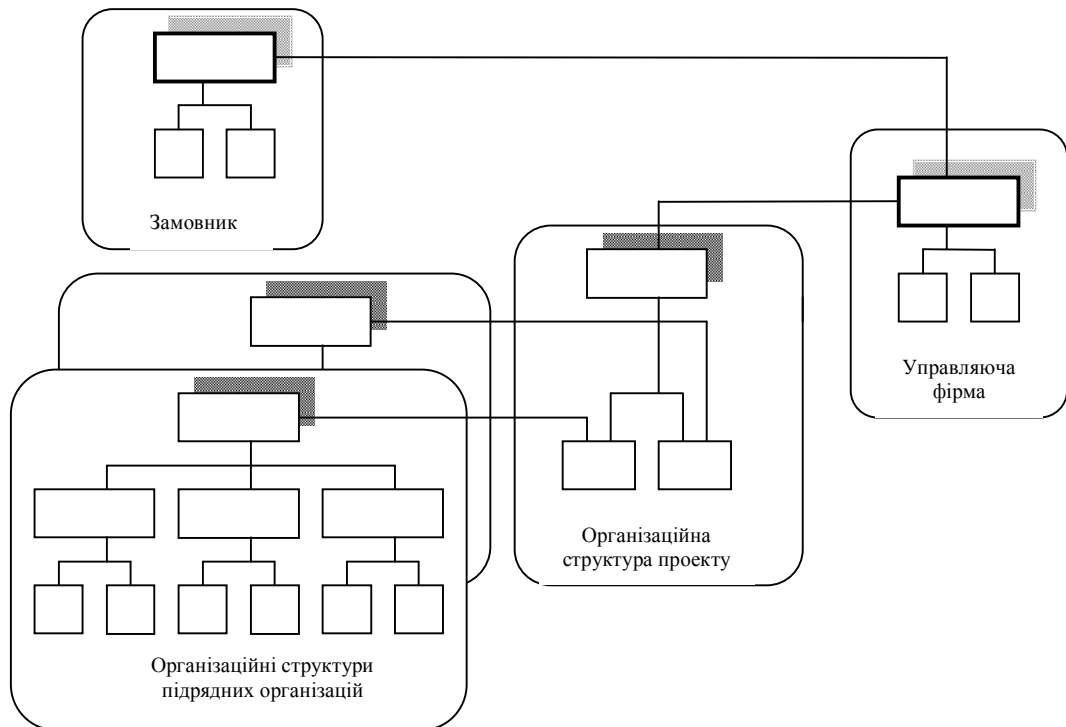 Замовник
Управляюча
фірма
Організаційна
структура проекту
Організаційні структури
підрядних організацій